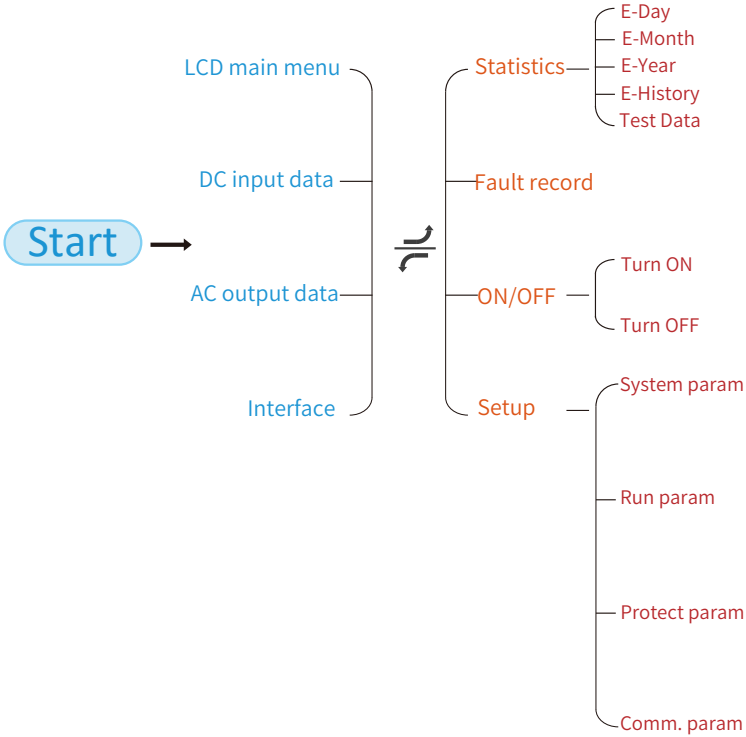 Start
LCD main menu
DC input data
AC output data
Interface
Statistics
Fault record
ON/OFF
Setup
E-Day
E-Month
E-Year
E-History
Test Data
Turn ON
Turn OFF
System param
Run param
Protect param
Comm. param